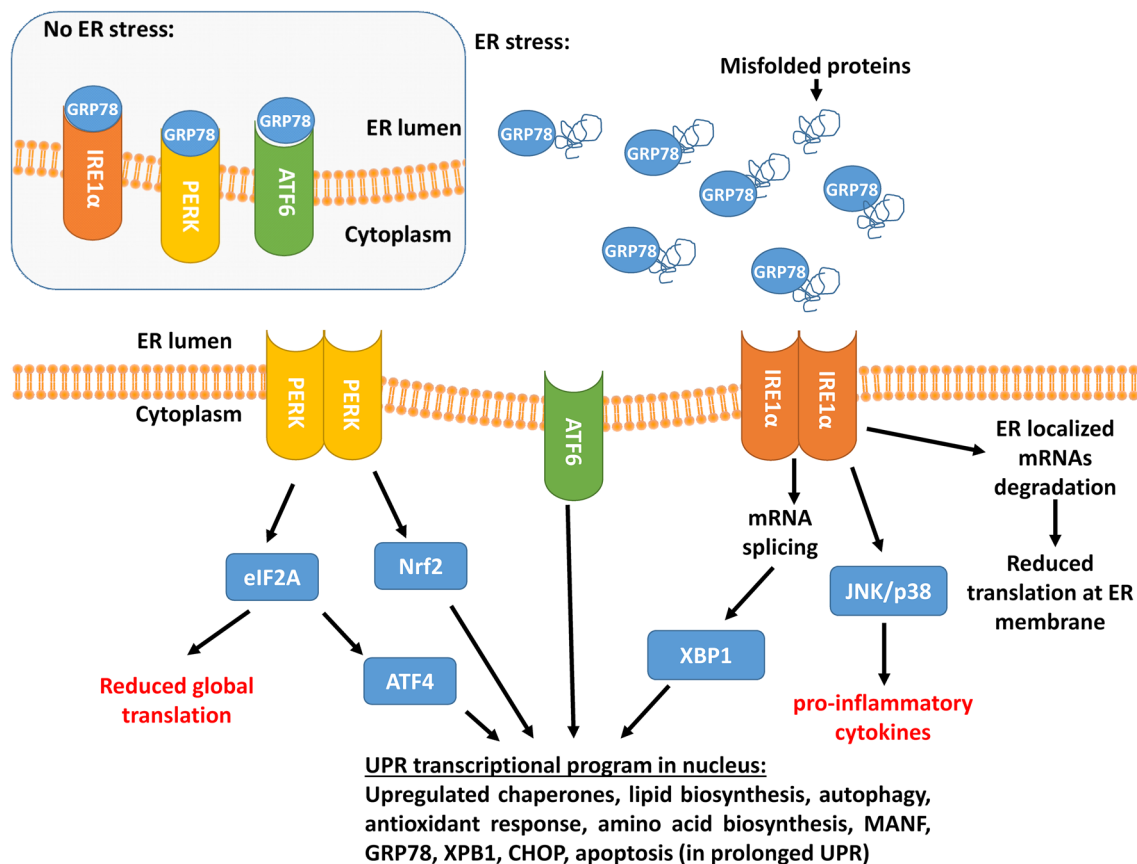 No ER stress:
GRP78
GRP78
GRP78
IRE1α
PERK
ATF6
ER lumen
Cytoplasm
ER stress:
Misfolded proteins
GRP78
GRP78
GRP78
GRP78
GRP78
GRP78
ER lumen
Cytoplasm
PERK
PERK
ATF6
IRE1α
IRE1α
ER localized
mRNAs
degradation
mRNA
splicing
Reduced
translation at ER
membrane
eIF2A
Nrf2
JNK/p38
XBP1
ATF4
Reduced global
translation
pro-inflammatory
cytokines
UPR transcriptional program in nucleus:
Upregulated chaperones, lipid biosynthesis, autophagy,
antioxidant response, amino acid biosynthesis, MANF,
GRP78, XPB1, CHOP, apoptosis (in prolonged UPR)